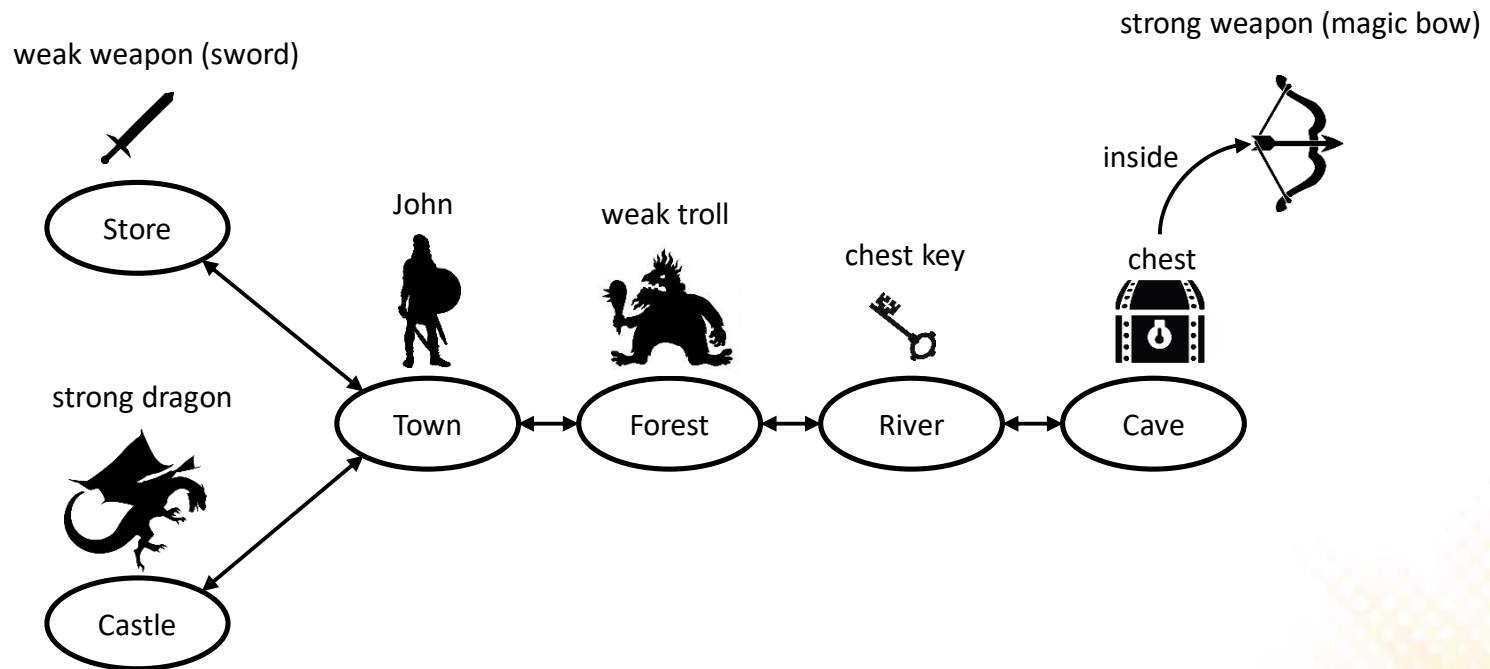 strong weapon (magic bow)
weak weapon (sword)
inside
John
weak troll
Store
chest key
chest
strong dragon
Town
Forest
River
Cave
Castle